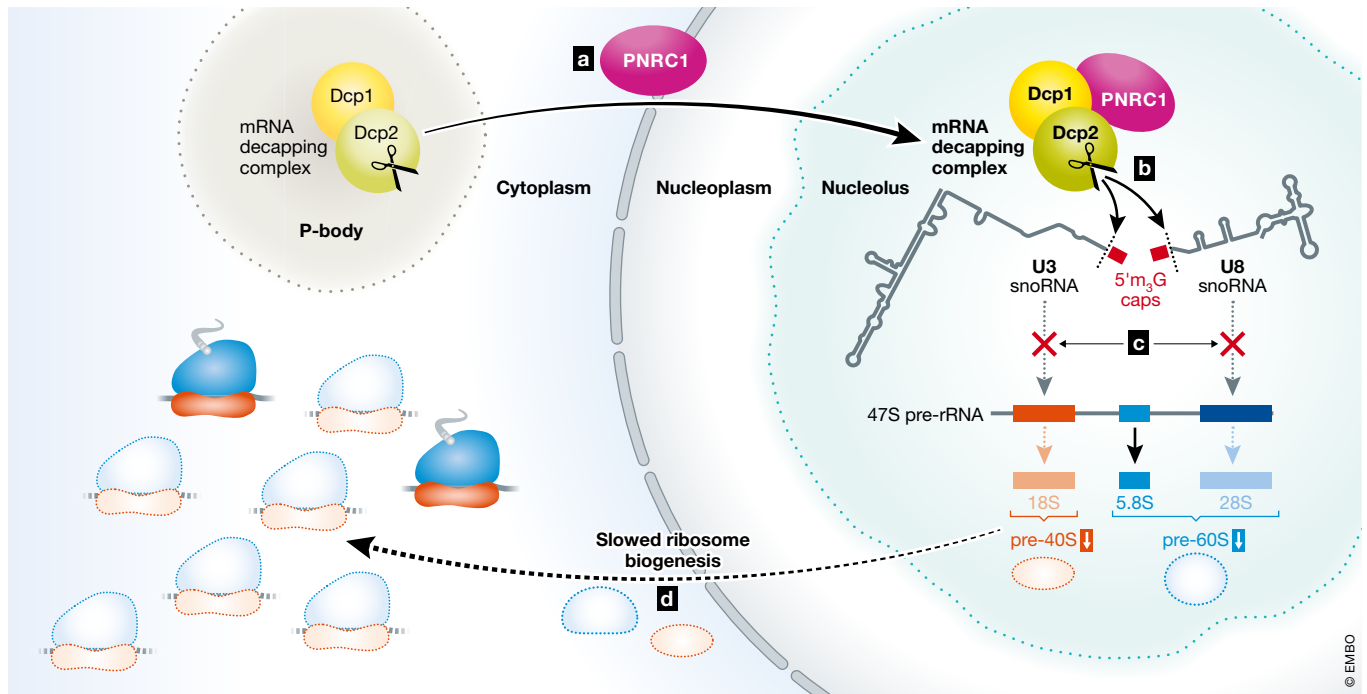 a
PNRC1
Dcp1
Dcp2
mRNA
decapping
complex
P-body
Cytoplasm
Nucleoplasm
Nucleolus
mRNA
decapping
complex
Dcp1
PNRC1
Dcp2
b
U3
snoRNA
5'm₃G
caps
U8
snoRNA
c
47S pre-rRNA
18S
5.8S
28S
pre-40S
pre-60S
Slowed ribosome
biogenesis
d
© EMBO